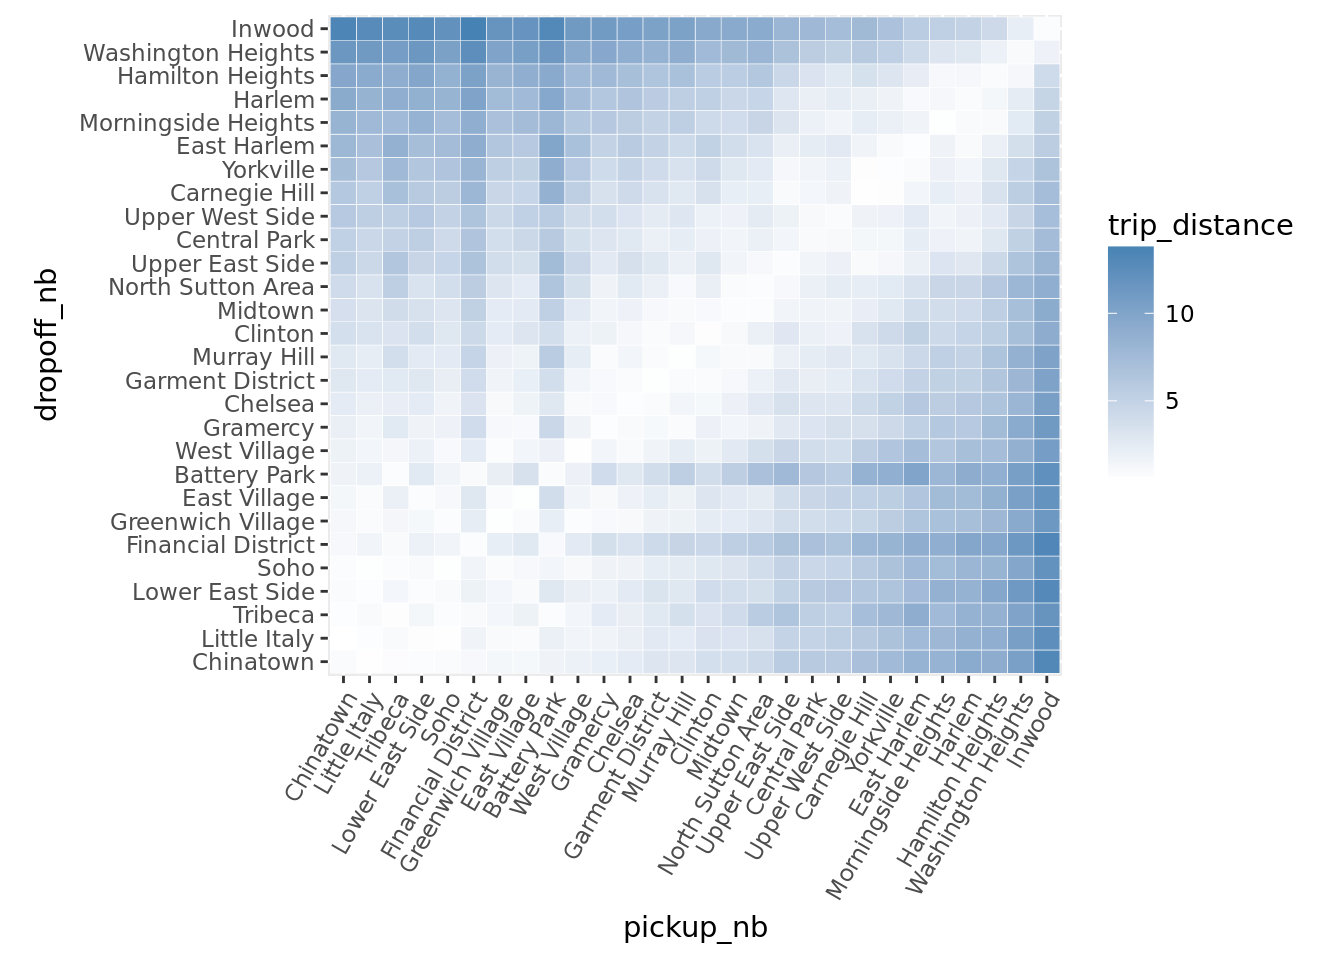 Inwood
Washington Heights
Hamilton Heights
Harlem
Morningside Heights
East Harlem
Yorkville
Carnegie Hill
Upper West Side
Central Park
Upper East Side
North Sutton Area
Midtown
Clinton
Murray Hill
Garment District
Chelsea
Gramercy
West Village
Battery Park
East Village
Greenwich Village
Financial District
Soho
Lower East Side
Tribeca
Little Italy
Chinatown
dropoff_nb
Chinatown
Little Italy
Tribeca
Lower East Side
Soho
Financial District
Greenwich Village
East Village
Battery Park
West Village
Gramercy
Chelsea
Garment District
Murray Hill
Clinton
Midtown
North Sutton Area
Upper East Side
Central Park
Upper West Side
Carnegie Hill
Yorkville
East Harlem
Morningside Heights
Harlem
Hamilton Heights
Washington Heights
Inwood
pickup_nb
trip_distance
10
5